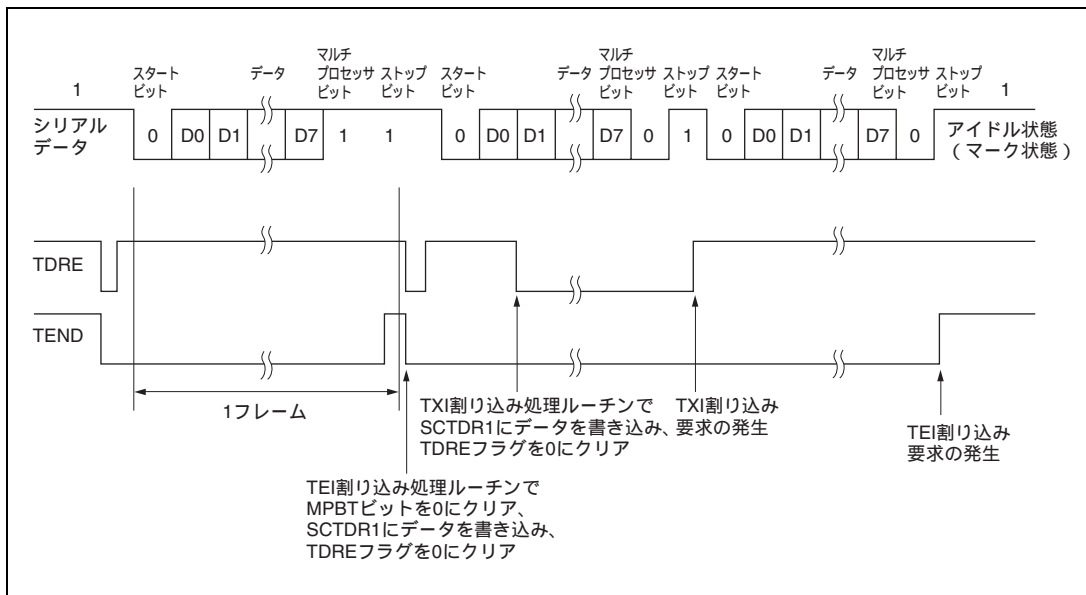 1
スタート
ビット
データ
マルチ
プロセッサ
ビット
ストップ
ビット
スタート
ビット
データ
マルチ
プロセッサ
ビット
ストップ
ビット
スタート
ビット
データ
マルチ
プロセッサ
ビット
ストップ
ビット
1
シリアル
データ
0 D0 D1 D7 1 1 0 D0 D1 D7 0 1 0 D0 D1 D7 0
アイドル状態
（マーク状態）
TDRE
TEND
1フレーム
TXI割り込み処理ルーチンで
SCTDR1にデータを書き込み、
TDREフラグを0にクリア
TXI割り込み
要求の発生
TEI割り込み
要求の発生
TEI割り込み処理ルーチンで
MPBTビットを0にクリア、
SCTDR1にデータを書き込み、
TDREフラグを0にクリア